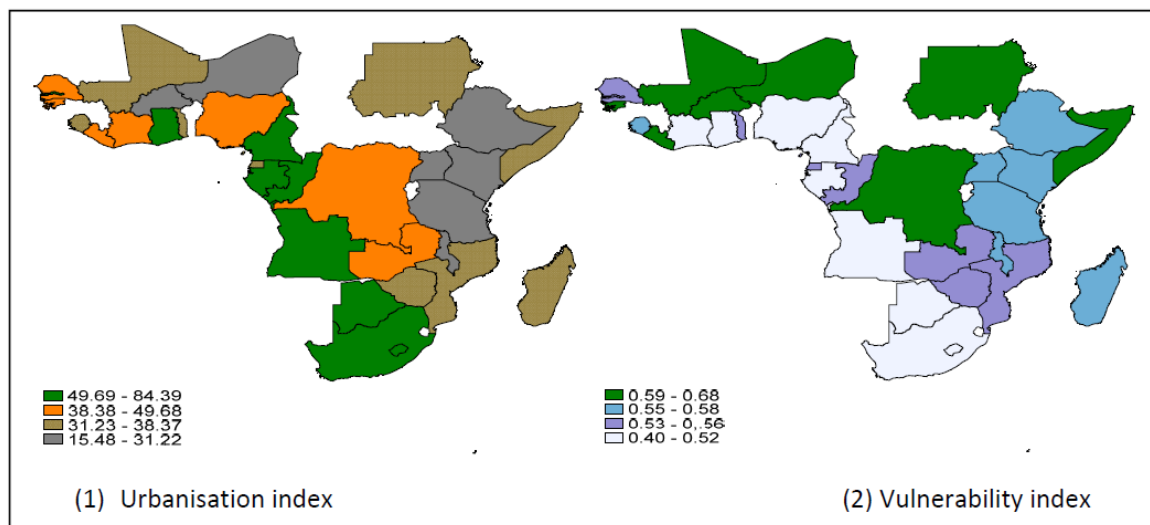 49.69 - 84.39
38.38 - 49.68
31.23 - 38.37
15.48 - 31.22
(1) Urbanisation index
0.59 - 0.68
0.55 - 0.58
0.53 - 0,.56
0.40 - 0.52
(2) Vulnerability index